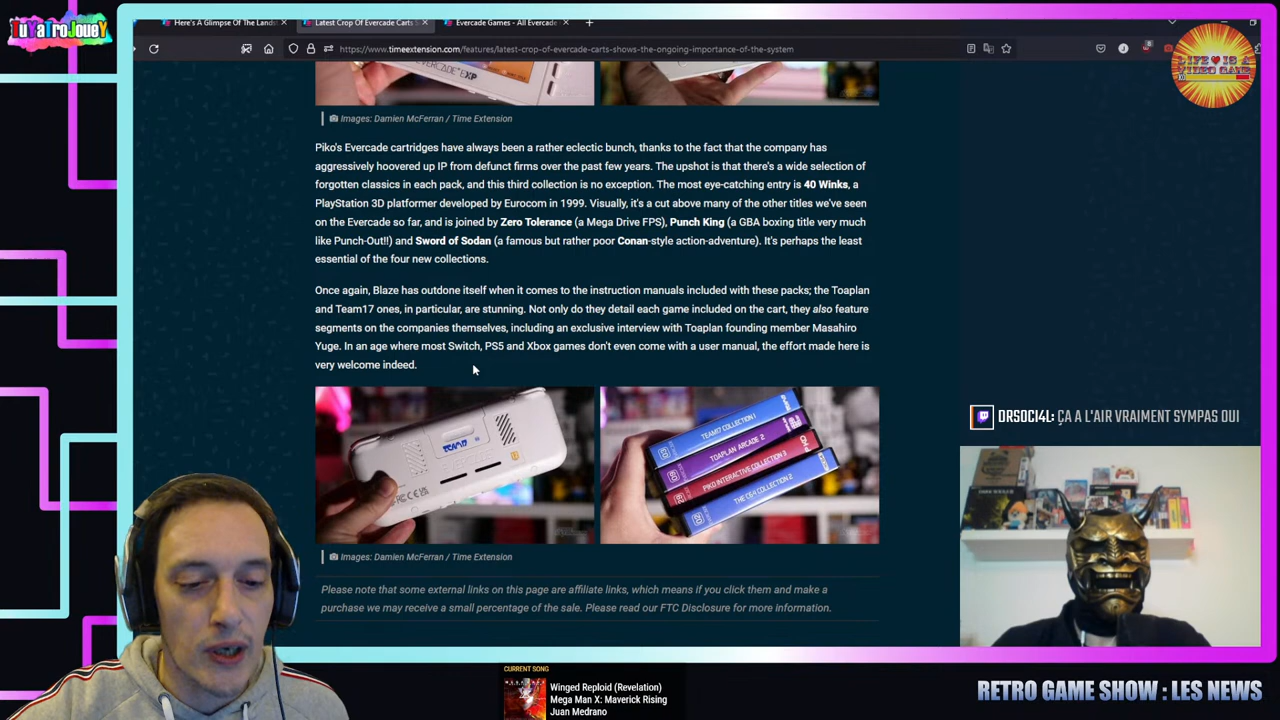 TuYaTroJoueY
Here's A Glimpse Of The Landsc
Latest Crop Of Evercade Carts S
Evercade Games - All Evercade
https://www.timeextension.com/features/latest-crop-of-evercade-carts-shows-the-ongoing-importance-of-the-system
LIFE IS A
VIDEO GAME
EVERCADE EXP
Images: Damien McFerran / Time Extension
Piko's Evercade cartridges have always been a rather eclectic bunch, thanks to the fact that the company has
aggressively hoovered up IP from defunct firms over the past few years. The upshot is that there's a wide selection of
forgotten classics in each pack, and this third collection is no exception. The most eye-catching entry is 40 Winks, a
PlayStation 3D platformer developed by Eurocom in 1999. Visually, it's a cut above many of the other titles we've seen
on the Evercade so far, and is joined by Zero Tolerance (a Mega Drive FPS), Punch King (a GBA boxing title very much
like Punch-Out!!) and Sword of Sodan (a famous but rather poor Conan-style action-adventure). It's perhaps the least
essential of the four new collections.
Once again, Blaze has outdone itself when it comes to the instruction manuals included with these packs; the Toaplan
and Team17 ones, in particular, are stunning. Not only do they detail each game included on the cart, they also feature
segments on the companies themselves, including an exclusive interview with Toaplan founding member Masahiro
Yuge. In an age where most Switch, PS5 and Xbox games don't even come with a user manual, the effort made here is
very welcome indeed.
TEAM17
TEAM17 COLLECTION 1
TOAPLAN ARCADE 2
PIKO INTERACTIVE COLLECTION 3
THE C64 COLLECTION 2
Images: Damien McFerran / Time Extension
Please note that some external links on this page are affiliate links, which means if you click them and make a
purchase we may receive a small percentage of the sale. Please read our FTC Disclosure for more information.
DRSOCI4L: ÇA A L'AIR VRAIMENT SYMPAS OUI
CURRENT SONG
Winged Reploid (Revelation)
Mega Man X: Maverick Rising
Juan Medrano
RETRO GAME SHOW : LES NEWS